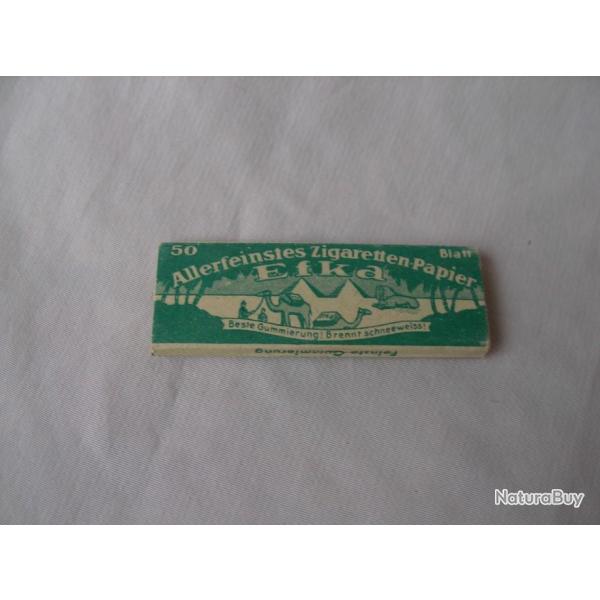 50 Blatt
Allerfeinstes Zigaretten-Papier
Efka
Beste Gummierung! Brennt schneeweiss!
feinste Gummierung
NaturaBuy